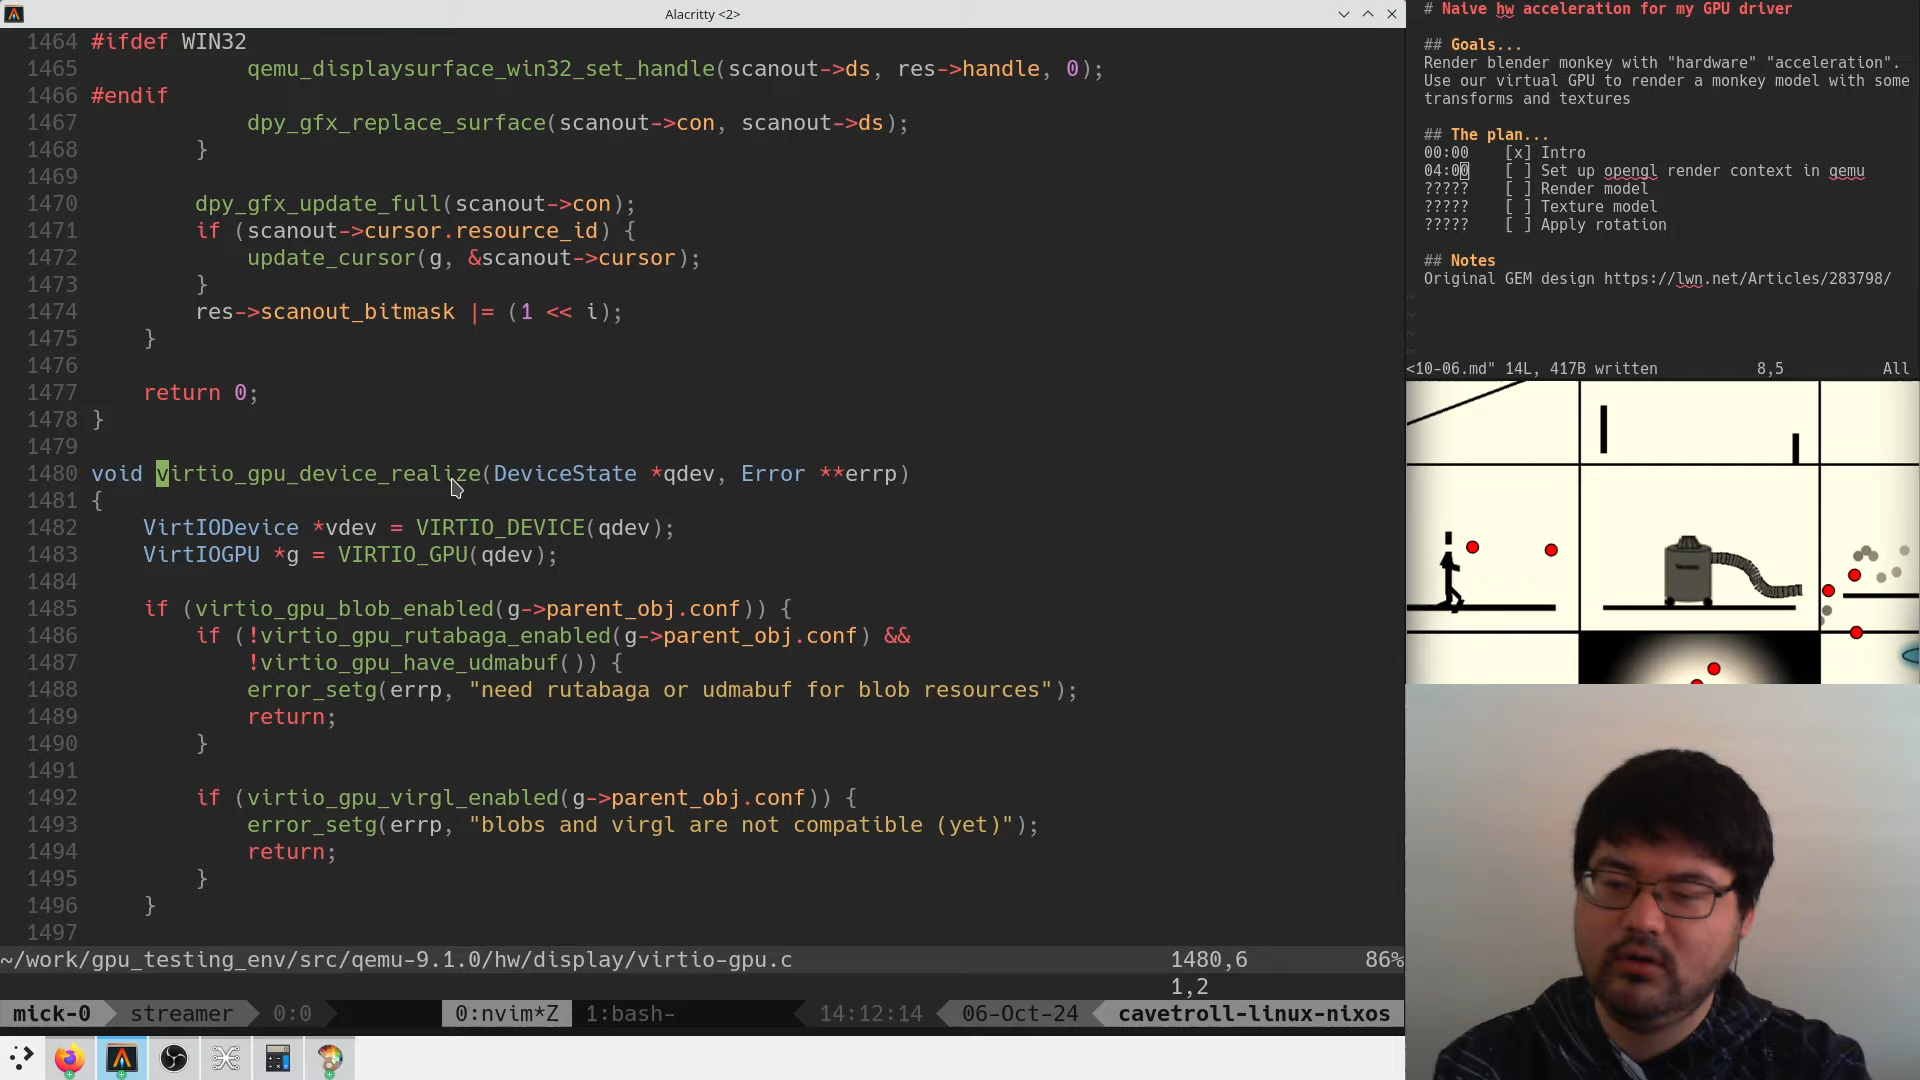 Alacritty <2>
1464 #ifdef WIN32
1465             qemu_displaysurface_win32_set_handle(scanout->ds, res->handle, 0);
1466 #endif
1467             dpy_gfx_replace_surface(scanout->con, scanout->ds);
1468         }
1469
1470         dpy_gfx_update_full(scanout->con);
1471         if (scanout->cursor.resource_id) {
1472             update_cursor(g, &scanout->cursor);
1473         }
1474         res->scanout_bitmask |= (1 << i);
1475     }
1476
1477     return 0;
1478 }
1479
1480 void virtio_gpu_device_realize(DeviceState *qdev, Error **errp)
1481 {
1482     VirtIODevice *vdev = VIRTIO_DEVICE(qdev);
1483     VirtIOGPU *g = VIRTIO_GPU(qdev);
1484
1485     if (virtio_gpu_blob_enabled(g->parent_obj.conf)) {
1486         if (!virtio_gpu_rutabaga_enabled(g->parent_obj.conf) &&
1487             !virtio_gpu_have_udmabuf()) {
1488             error_setg(errp, "need rutabaga or udmabuf for blob resources");
1489             return;
1490         }
1491
1492         if (virtio_gpu_virgl_enabled(g->parent_obj.conf)) {
1493             error_setg(errp, "blobs and virgl are not compatible (yet)");
1494             return;
1495         }
1496     }
1497
~/work/gpu_testing_env/src/qemu-9.1.0/hw/display/virtio-gpu.c 1480,6 86%
1,2
mick-0 streamer 0:0 0:nvim*Z 1:bash- 14:12:14 06-Oct-24 cavetroll-linux-nixos
# Naive hw acceleration for my GPU driver
## Goals...
Render blender monkey with "hardware" "acceleration".
Use our virtual GPU to render a monkey model with some
transforms and textures
## The plan...
00:00    [x] Intro
04:00    [ ] Set up opengl render context in qemu
?????    [ ] Render model
?????    [ ] Texture model
?????    [ ] Apply rotation
## Notes
Original GEM design https://lwn.net/Articles/283798/
~
~
~
~
<10-06.md" 14L, 417B written 8,5 All